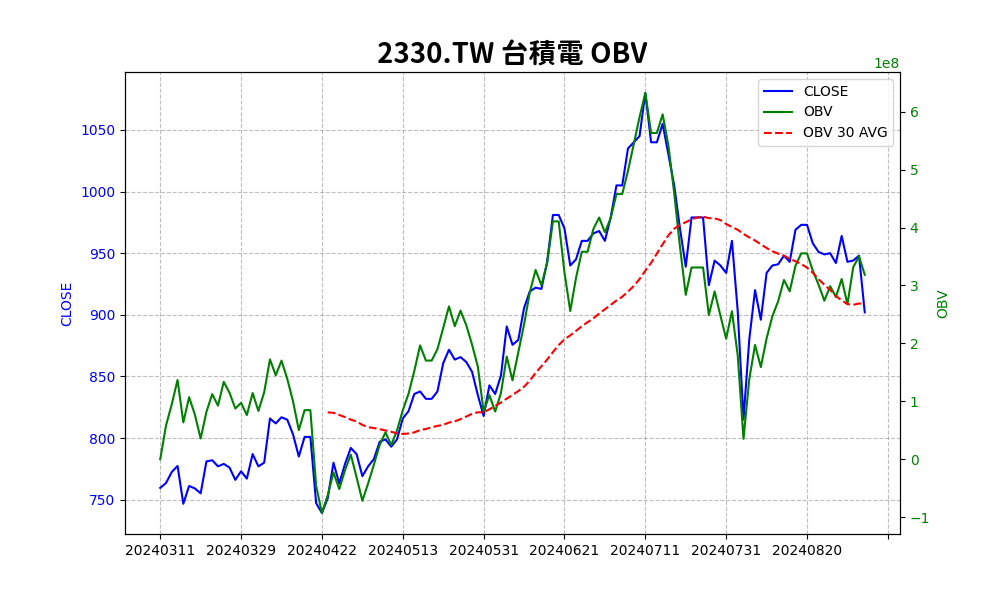 2330.TW 台積電 OBV
1e8
CLOSE
OBV
OBV 30 AVG
1050
1000
950
900
850
800
750
CLOSE
6
5
4
3
2
1
0
−1
OBV
20240311 20240329 20240422 20240513 20240531 20240621 20240711 20240731 20240820